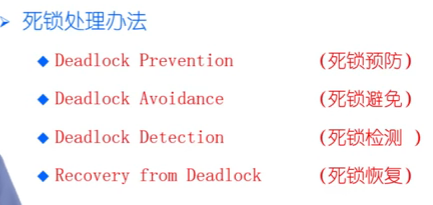 死锁处理办法
Deadlock Prevention (死锁预防)
Deadlock Avoidance (死锁避免)
Deadlock Detection (死锁检测 )
Recovery from Deadlock (死锁恢复)